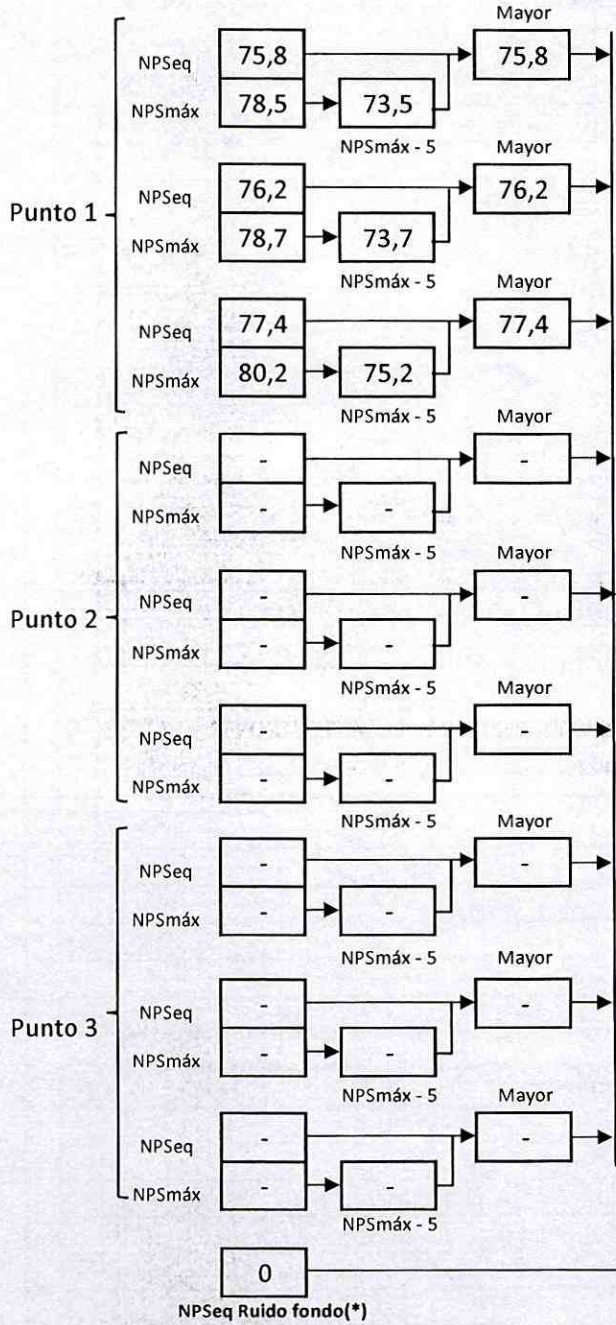 Mayor
NPSeq 75,8 75,8
NPSmáx 78,5 73,5
NPSmáx - 5
Mayor
Punto 1
NPSeq 76,2 76,2
NPSmáx 78,7 73,7
NPSmáx - 5
Mayor
NPSeq 77,4 77,4
NPSmáx 80,2 75,2
NPSmáx - 5
Mayor
NPSeq - -
NPSmáx - -
NPSmáx - 5
Mayor
Punto 2
NPSeq - -
NPSmáx - -
NPSmáx - 5
Mayor
NPSeq - -
NPSmáx - -
NPSmáx - 5
Mayor
NPSeq - -
NPSmáx - -
NPSmáx - 5
Mayor
Punto 3
NPSeq - -
NPSmáx - -
NPSmáx - 5
Mayor
NPSeq - -
NPSmáx - -
NPSmáx - 5
0
NPSeq Ruido fondo(*)